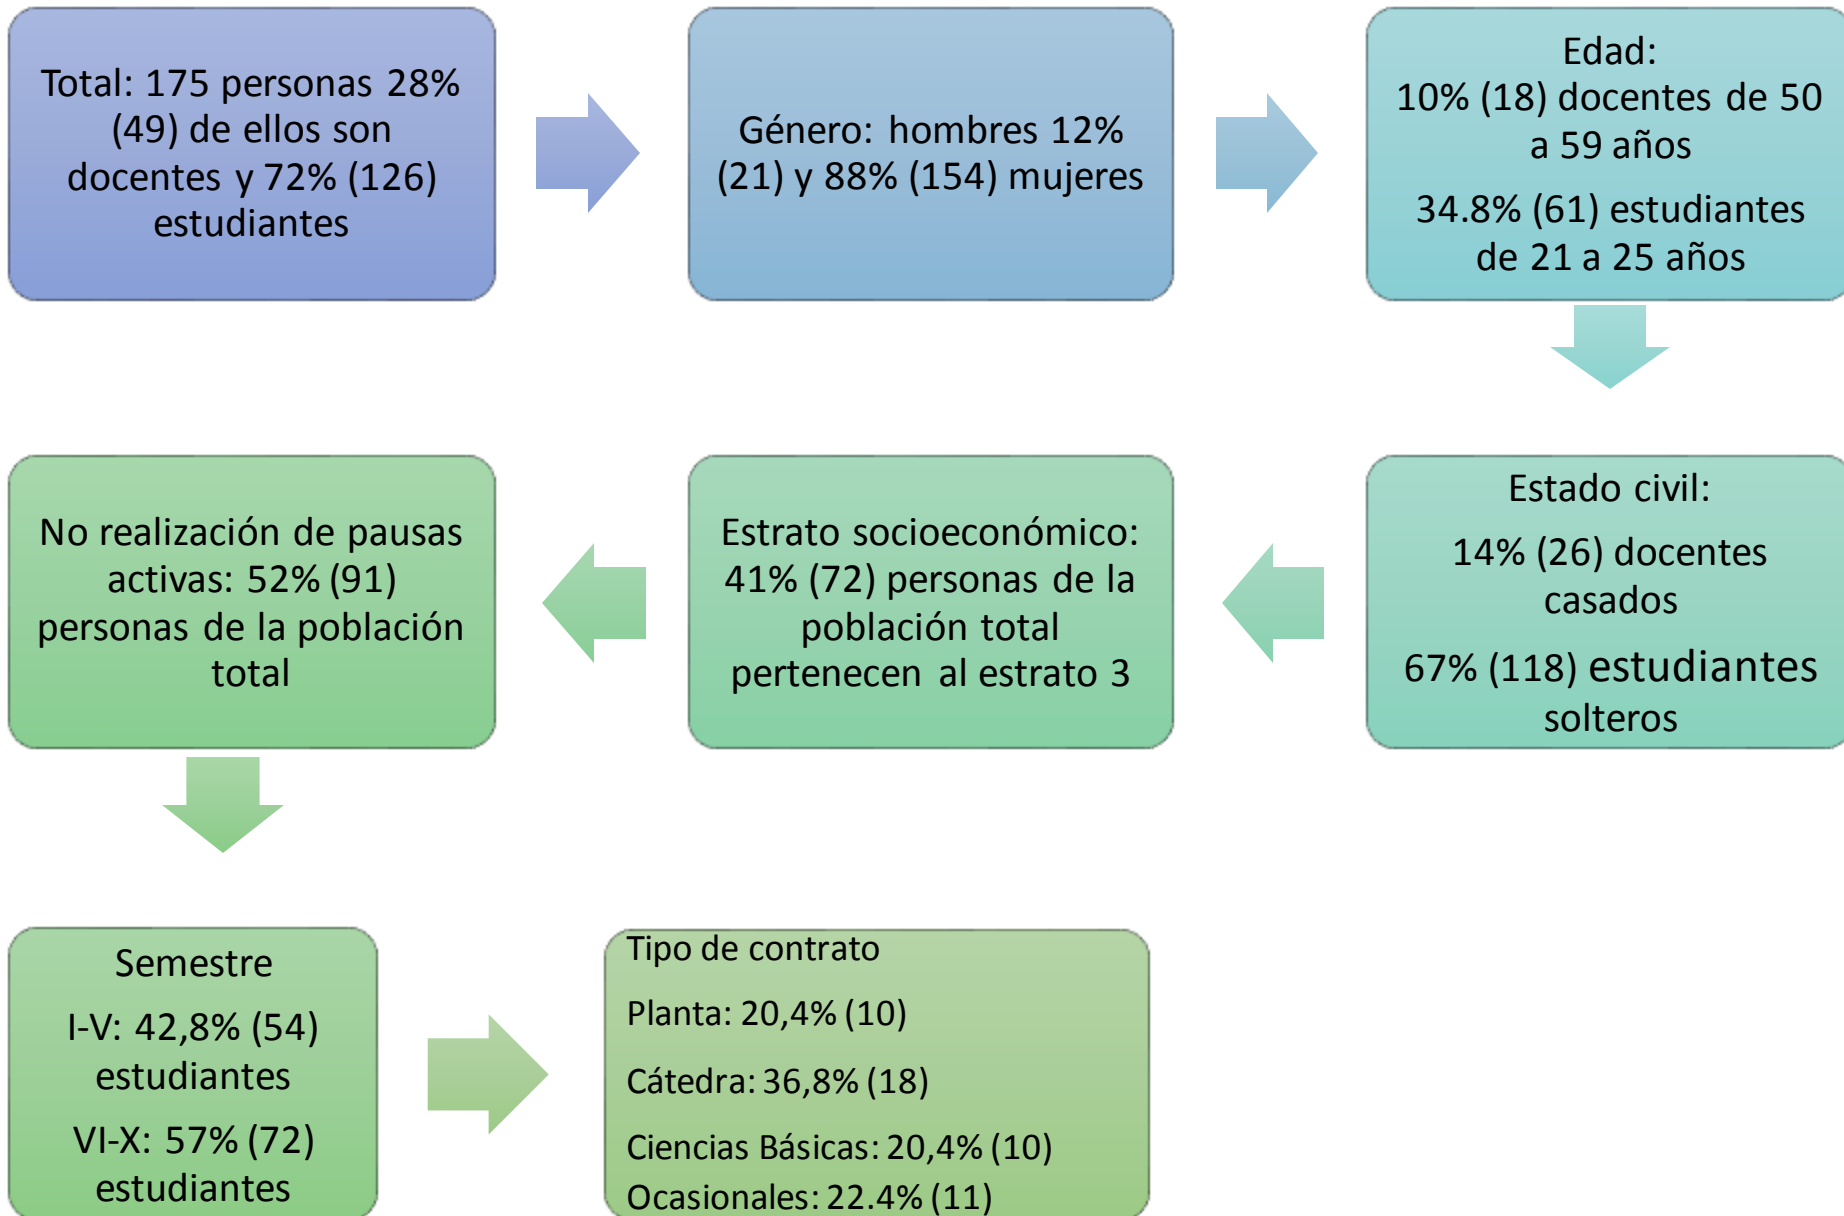 Total: 175 personas 28%
(49) de ellos son
docentes y 72% (126)
estudiantes
Género: hombres 12%
(21) y 88% (154) mujeres
Edad:
10% (18) docentes de 50
a 59 años
34.8% (61) estudiantes
de 21 a 25 años
Estado civil:
14% (26) docentes
casados
67% (118) estudiantes
solteros
Estrato socioeconómico:
41% (72) personas de la
población total
pertenecen al estrato 3
No realización de pausas
activas: 52% (91)
personas de la población
total
Semestre
I-V: 42,8% (54)
estudiantes
VI-X: 57% (72)
estudiantes
Tipo de contrato
Planta: 20,4% (10)
Cátedra: 36,8% (18)
Ciencias Básicas: 20,4% (10)
Ocasionales: 22.4% (11)